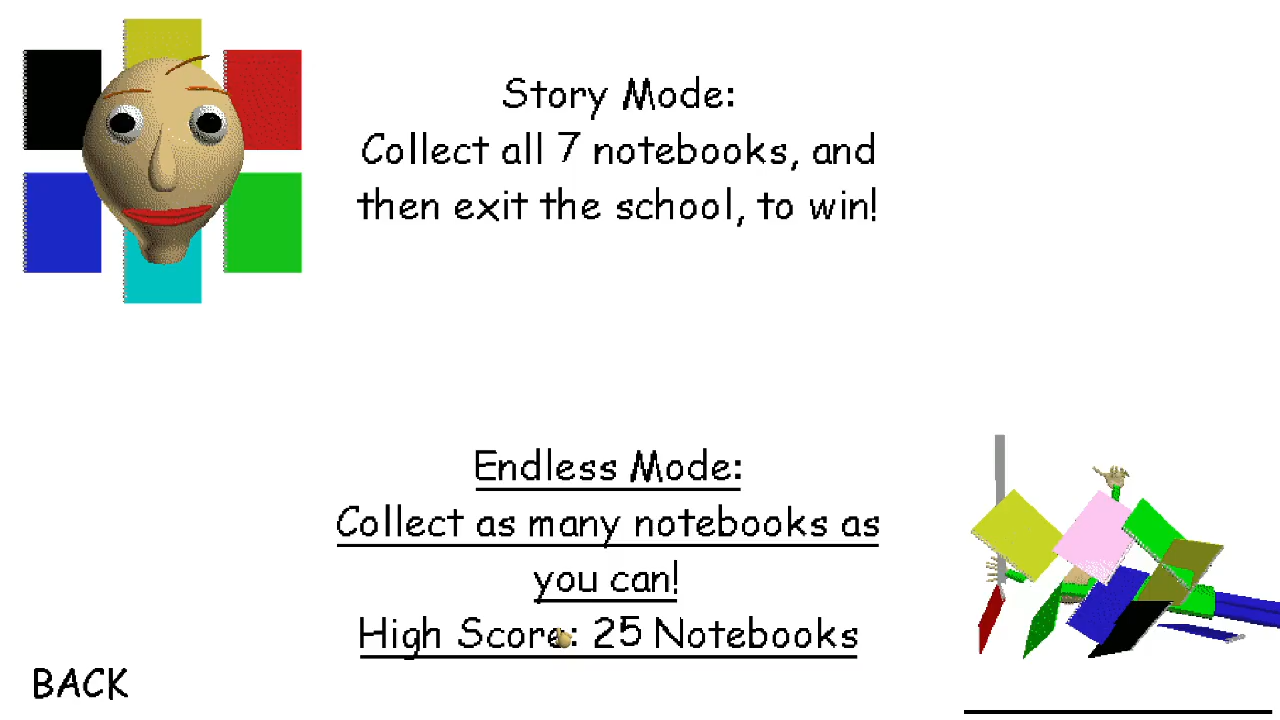 Story Mode:
Collect all 7 notebooks, and
then exit the school, to win!
Endless Mode:
Collect as many notebooks as
you can!
High Score: 25 Notebooks
BACK